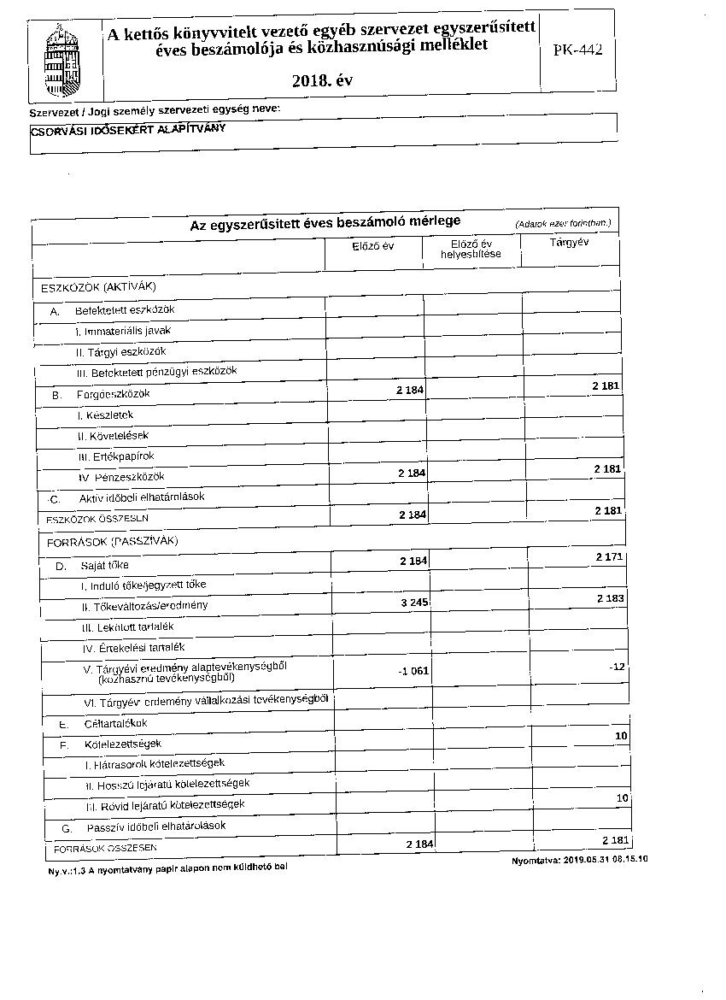 A kettős könyvvitelt vezető egyéb szervezet egyszerűsített
éves beszámolója és közhasznúsági melléklet
PK-442
2018. év
Szervezet / Jogi személy szervezeti egység neve:
CSORVÁSI IDŐSEKÉRT ALAPÍTVÁNY
Az egyszerűsített éves beszámoló mérlege (Adatok ezer forintban.)
Előző év Előző év helyesbítése Tárgyév
ESZKÖZÖK (AKTÍVÁK)
A. Befektetett eszközök
I. Immateriális javak
II. Tárgyi eszközök
III. Befektetett pénzügyi eszközök
B. Forgóeszközök 2 184 2 181
I. Készletek
II. Követelések
III. Értékpapírok
IV. Pénzeszközök 2 184 2 181
C. Aktív időbeli elhatárolások
ESZKÖZÖK ÖSSZESEN 2 184 2 181
FORRÁSOK (PASSZÍVÁK)
D. Saját tőke 2 184 2 171
I. Induló tőke/jegyzett tőke
II. Tőkeváltozás/eredmény 3 245 2 183
III. Lekötött tartalék
IV. Értékelési tartalék
V. Tárgyévi eredmény alaptevékenységből
(közhasznú tevékenységből) -1 061 -12
VI. Tárgyévi erdemény vállalkozási tevékenységből
E. Céltartalékok
F. Kötelezettségek 10
I. Hátrasorolt kötelezettségek
II. Hosszú lejáratú kötelezettségek
III. Rövid lejáratú kötelezettségek 10
G. Passzív időbeli elhatárolások
FORRÁSOK ÖSSZESEN 2 184 2 181
Ny.v.:1.3 A nyomtatvány papír alapon nem küldhető be!
Nyomtatva: 2019.05.31 08.15.10